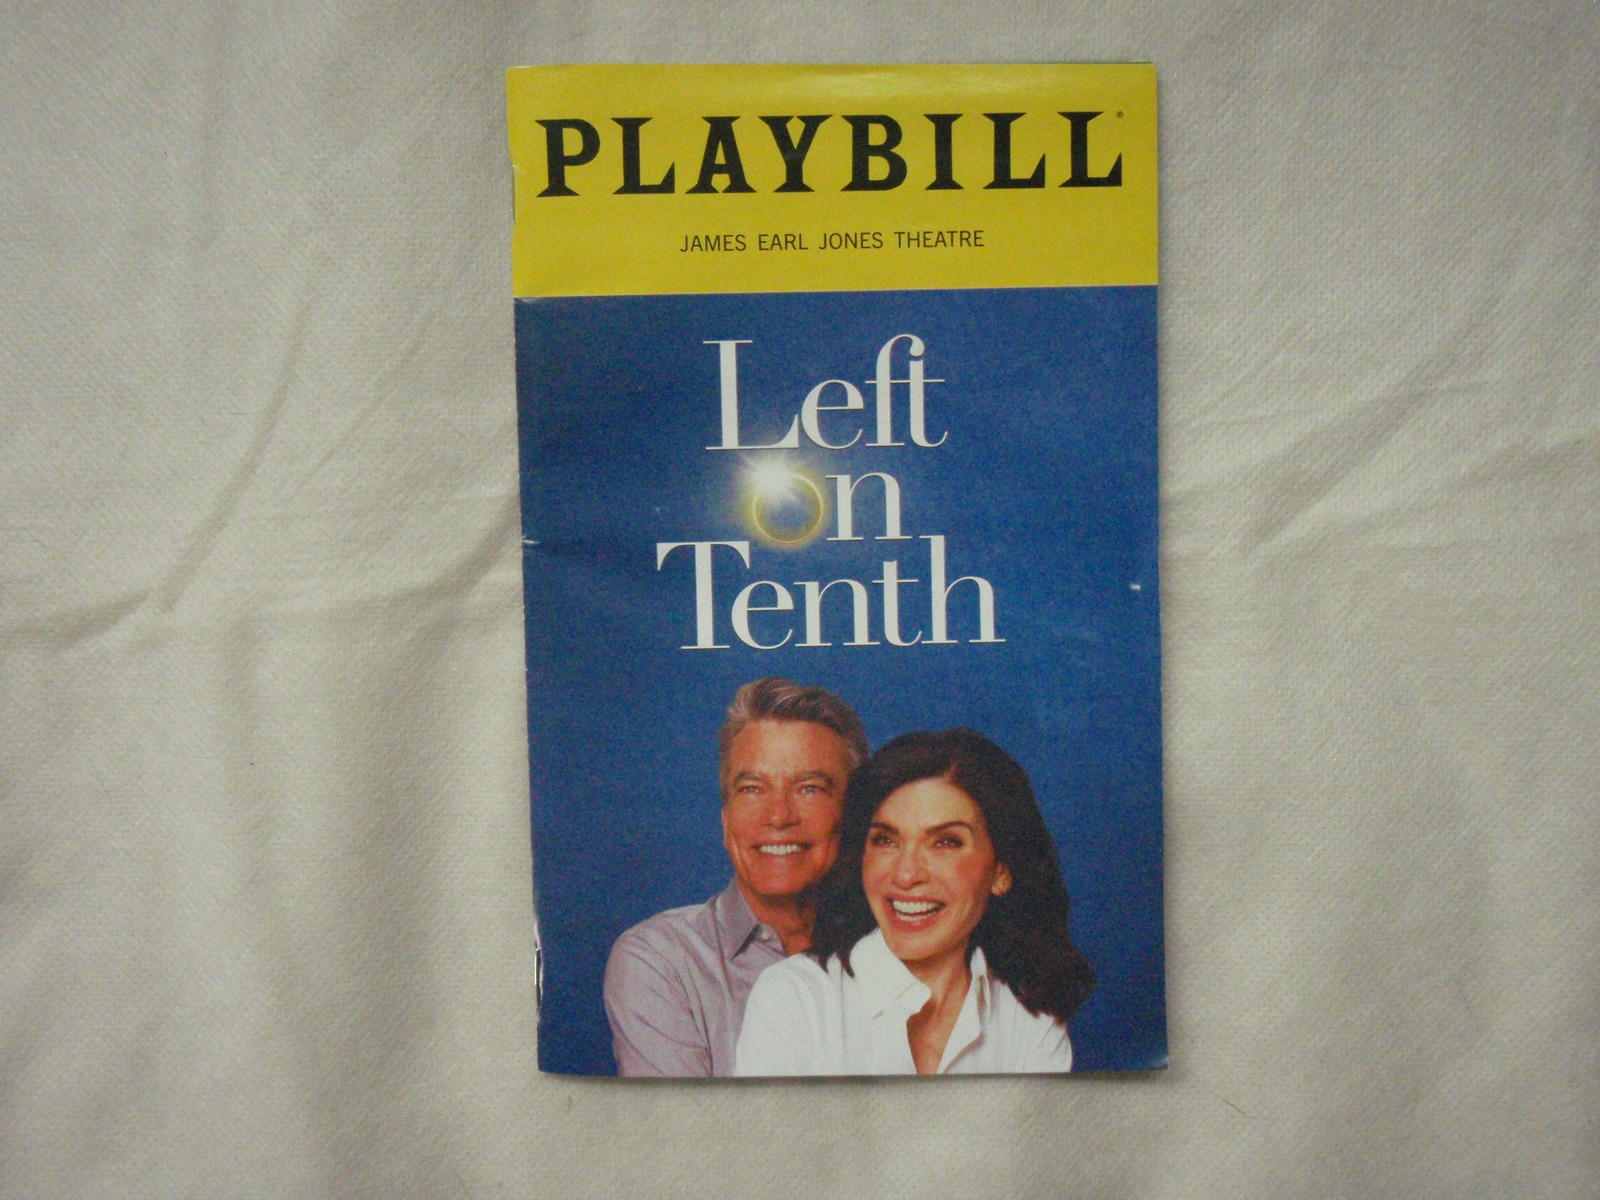 PLAYBILL®
JAMES EARL JONES THEATRE
Left
on
Tenth